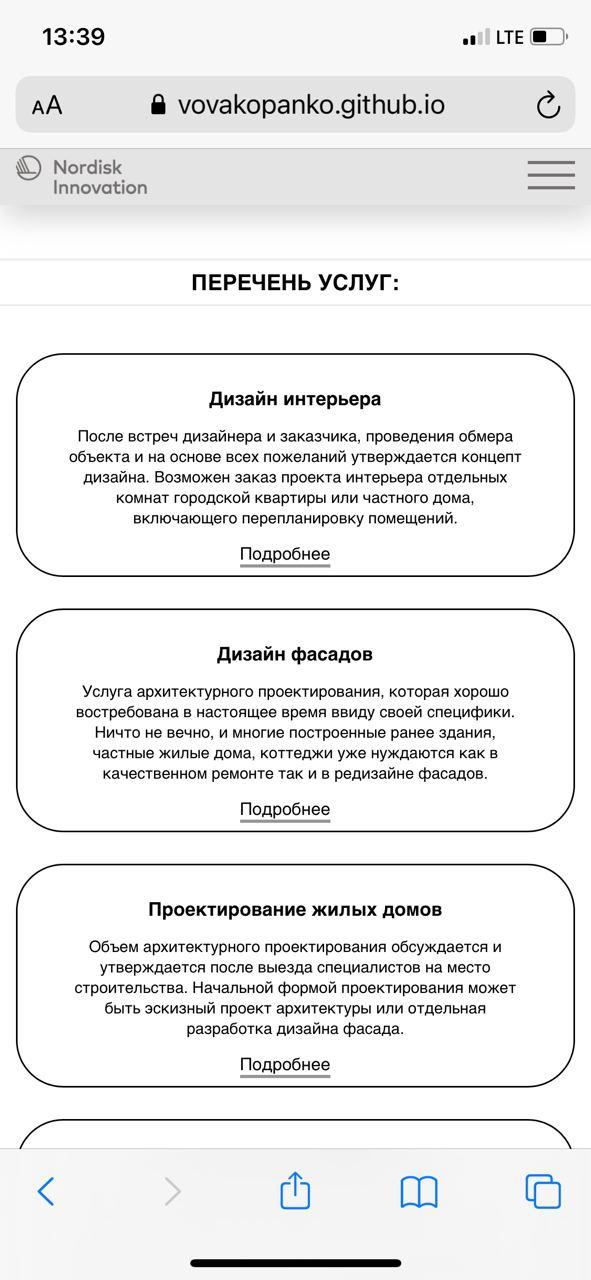 13:39
LTE
AA
vovakopanko.github.io
Nordisk
Innovation
ПЕРЕЧЕНЬ УСЛУГ:
Дизайн интерьера
После встреч дизайнера и заказчика, проведения обмера
объекта и на основе всех пожеланий утверждается концепт
дизайна. Возможен заказ проекта интерьера отдельных
комнат городской квартиры или частного дома,
включающего перепланировку помещений.
Подробнее
Дизайн фасадов
Услуга архитектурного проектирования, которая хорошо
востребована в настоящее время ввиду своей специфики.
Ничто не вечно, и многие построенные ранее здания,
частные жилые дома, коттеджи уже нуждаются как в
качественном ремонте так и в редизайне фасадов.
Подробнее
Проектирование жилых домов
Объем архитектурного проектирования обсуждается и
утверждается после выезда специалистов на место
строительства. Начальной формой проектирования может
быть эскизный проект архитектуры или отдельная
разработка дизайна фасада.
Подробнее